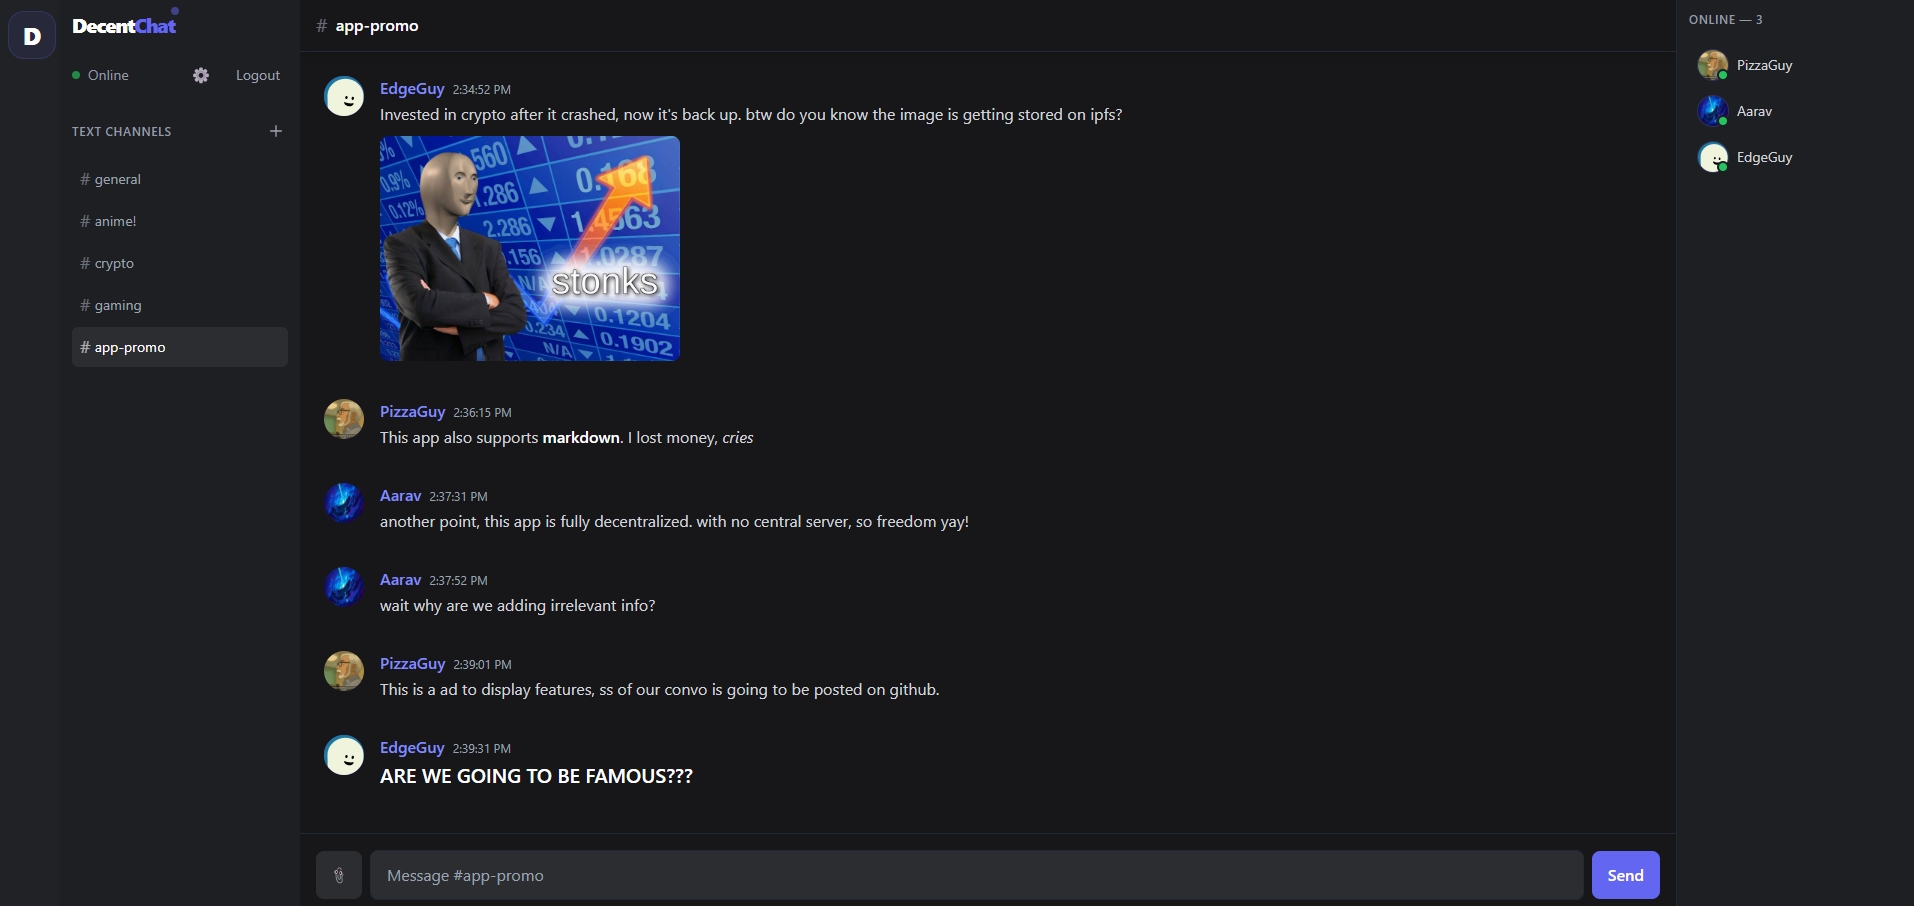 D
DecentChat
Online
Logout
TEXT CHANNELS
# general
# anime!
# crypto
# gaming
# app-promo
# app-promo
EdgeGuy 2:34:52 PM
Invested in crypto after it crashed, now it's back up. btw do you know the image is getting stored on ipfs?
560
0.9%
0.168
0.12%
1.286
2.286
1.4563
.156
1.0287
N/A
stonks
0.234
0.1204
N/A
0.1902
PizzaGuy 2:36:15 PM
This app also supports markdown. I lost money, cries
Aarav 2:37:31 PM
another point, this app is fully decentralized. with no central server, so freedom yay!
Aarav 2:37:52 PM
wait why are we adding irrelevant info?
PizzaGuy 2:39:01 PM
This is a ad to display features, ss of our convo is going to be posted on github.
EdgeGuy 2:39:31 PM
ARE WE GOING TO BE FAMOUS???
Message #app-promo
Send
ONLINE — 3
PizzaGuy
Aarav
EdgeGuy